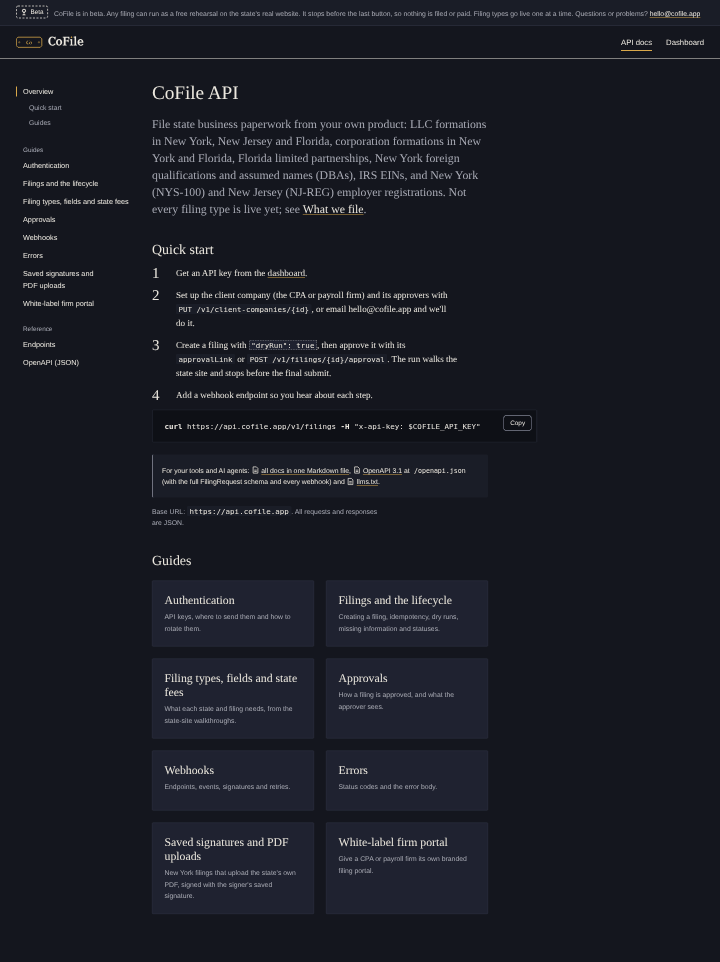 Beta CoFile is in beta. Any filing can run as a free rehearsal on the state's real website. It stops before the last button, so nothing is filed or paid. Filing types go live one at a time. Questions or problems? hello@cofile.app
Co CoFile API docs Dashboard
Overview
Quick start
Guides
Guides
Authentication
Filings and the lifecycle
Filing types, fields and state fees
Approvals
Webhooks
Errors
Saved signatures and
PDF uploads
White-label firm portal
Reference
Endpoints
OpenAPI (JSON)
CoFile API
File state business paperwork from your own product: LLC formations
in New York, New Jersey and Florida, corporation formations in New
York and Florida, Florida limited partnerships, New York foreign
qualifications and assumed names (DBAs), IRS EINs, and New York
(NYS-100) and New Jersey (NJ-REG) employer registrations. Not
every filing type is live yet; see What we file.
Quick start
1 Get an API key from the dashboard.
2 Set up the client company (the CPA or payroll firm) and its approvers with
PUT /v1/client-companies/{id} , or email hello@cofile.app and we'll
do it.
3 Create a filing with "dryRun": true, then approve it with its
approvalLink or POST /v1/filings/{id}/approval . The run walks the
state site and stops before the final submit.
4 Add a webhook endpoint so you hear about each step.
curl https://api.cofile.app/v1/filings -H "x-api-key: $COFILE_API_KEY" Copy
For your tools and AI agents: all docs in one Markdown file, OpenAPI 3.1 at /openapi.json
(with the full FilingRequest schema and every webhook) and llms.txt.
Base URL: https://api.cofile.app . All requests and responses
are JSON.
Guides
Authentication
API keys, where to send them and how to
rotate them.
Filings and the lifecycle
Creating a filing, idempotency, dry runs,
missing information and statuses.
Filing types, fields and state
fees
What each state and filing needs, from the
state-site walkthroughs.
Approvals
How a filing is approved, and what the
approver sees.
Webhooks
Endpoints, events, signatures and retries.
Errors
Status codes and the error body.
Saved signatures and PDF
uploads
New York filings that upload the state's own
PDF, signed with the signer's saved
signature.
White-label firm portal
Give a CPA or payroll firm its own branded
filing portal.